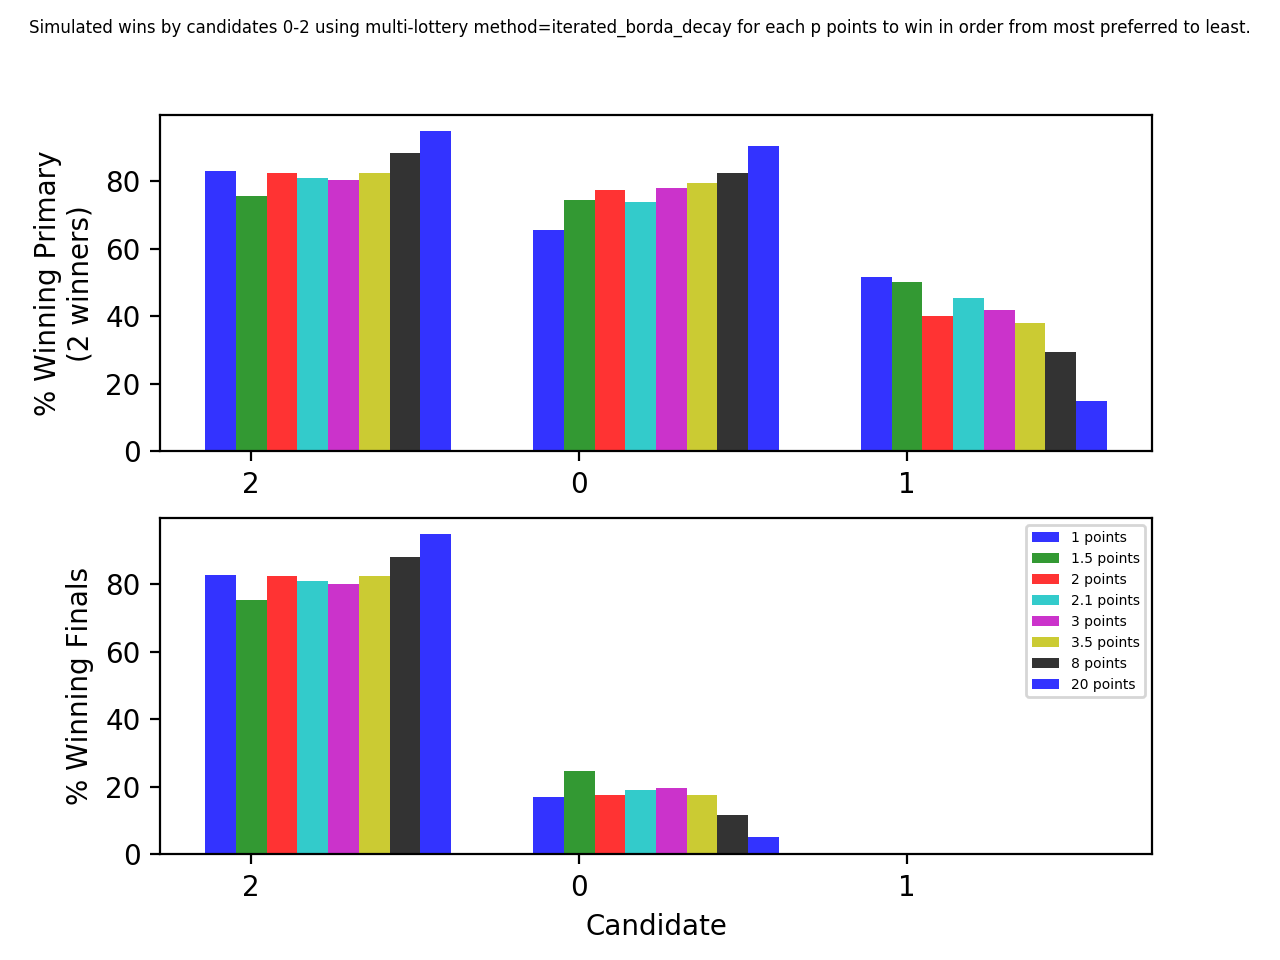 Simulated wins by candidates 0-2 using multi-lottery method=iterated_borda_decay for each p points to win in order from most preferred to least.
% Winning Primary
(2 winners)
80
60
40
20
0
2 0 1
% Winning Finals
80
60
40
20
0
1 points
1.5 points
2 points
2.1 points
3 points
3.5 points
8 points
20 points
2 0 1
Candidate